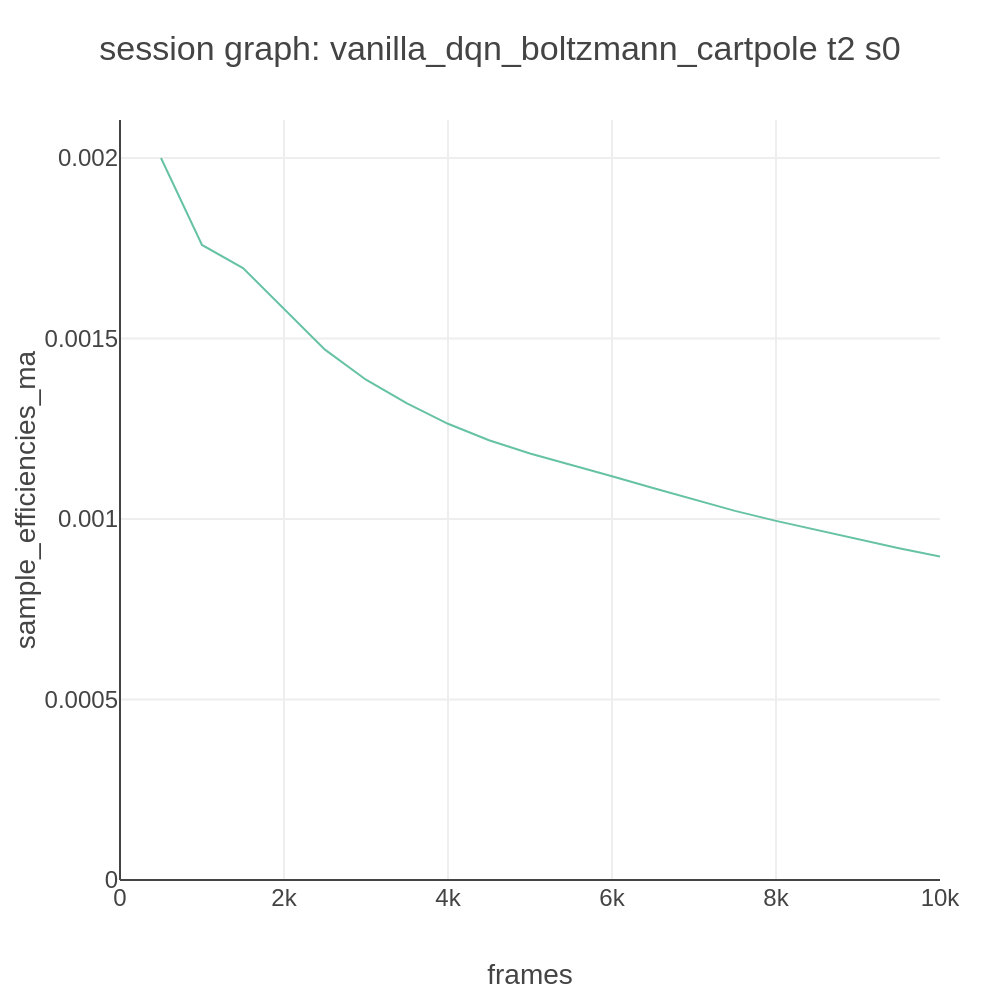 session graph: vanilla_dqn_boltzmann_cartpole t2 s0
sample_efficiencies_ma
0.002
0.0015
0.001
0.0005
0
0 2k 4k 6k 8k 10k
frames